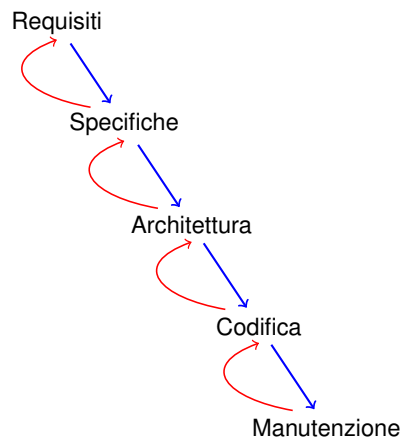 Requisiti
Specifiche
Architettura
Codifica
Manutenzione